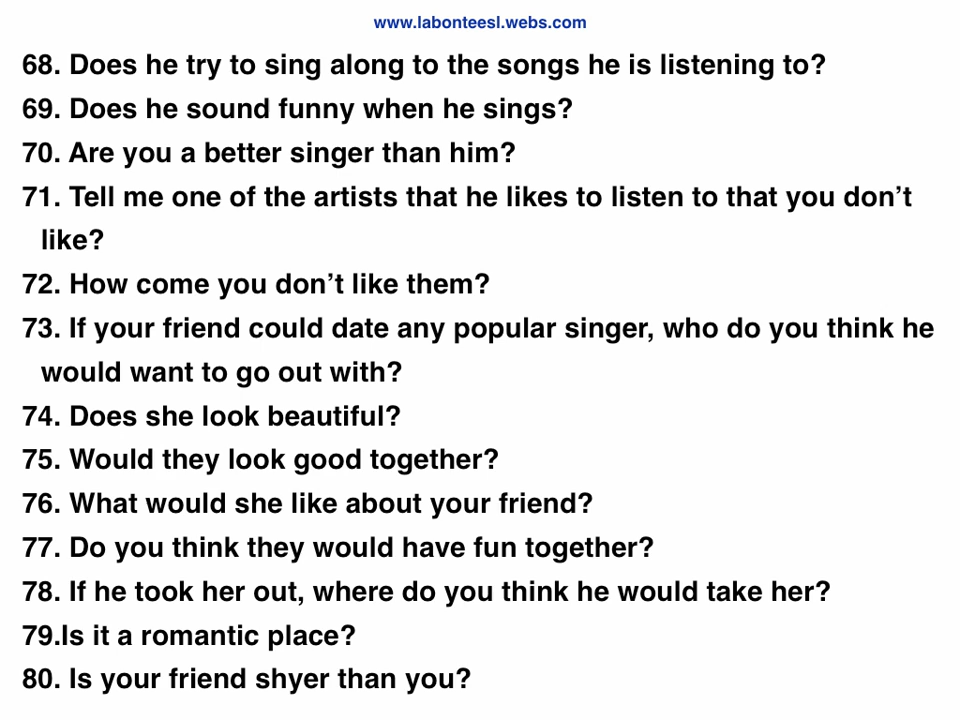 www.labonteesl.webs.com
68. Does he try to sing along to the songs he is listening to?
69. Does he sound funny when he sings?
70. Are you a better singer than him?
71. Tell me one of the artists that he likes to listen to that you don’t
like?
72. How come you don’t like them?
73. If your friend could date any popular singer, who do you think he
would want to go out with?
74. Does she look beautiful?
75. Would they look good together?
76. What would she like about your friend?
77. Do you think they would have fun together?
78. If he took her out, where do you think he would take her?
79.Is it a romantic place?
80. Is your friend shyer than you?